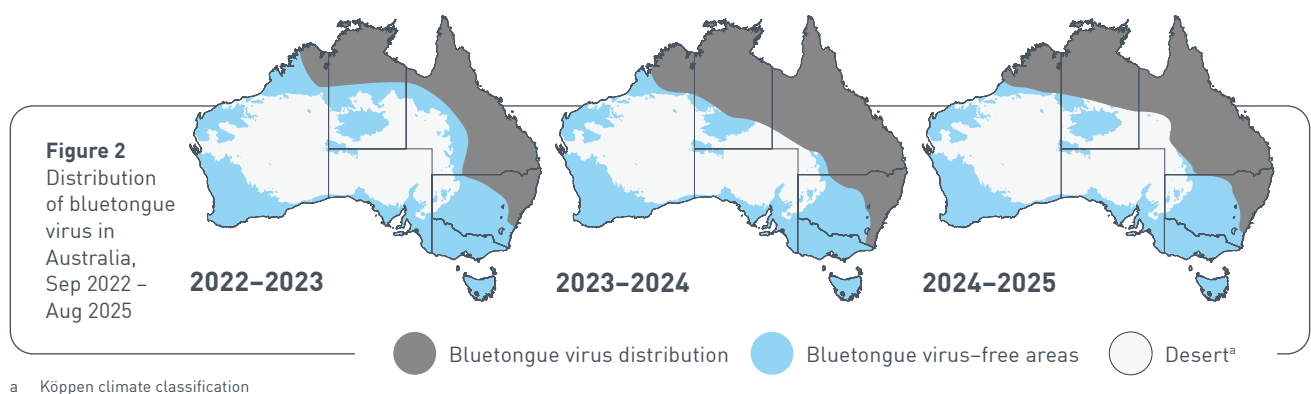 Figure 2
Distribution
of bluetongue
virus in
Australia,
Sep 2022 –
Aug 2025
2022–2023
2023–2024
2024–2025
Bluetongue virus distribution
Bluetongue virus–free areas
Desertᵃ
a Köppen climate classification